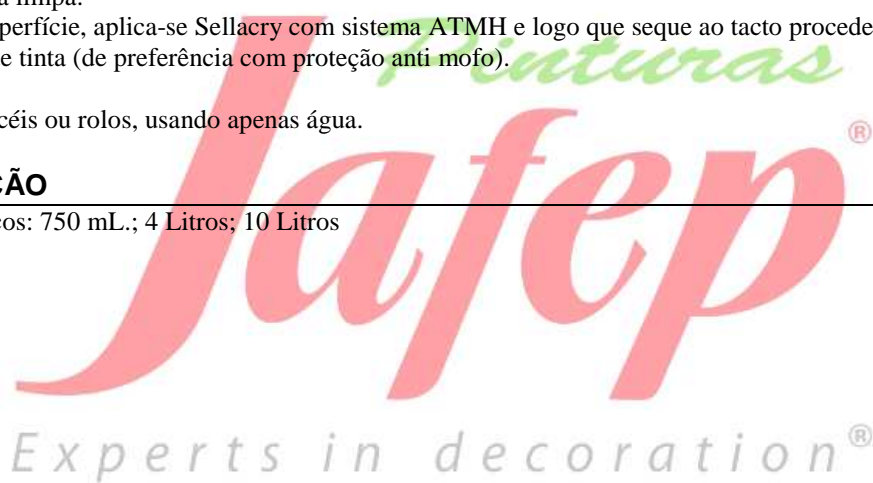 a limpa.
perfície, aplica-se Sellacry com sistema ATMH e logo que seque ao tacto procede
e tinta (de preferência com proteção anti mofo).
Pinturas
céis ou rolos, usando apenas água.
Jafep®
ÇÃO
cos: 750 mL.; 4 Litros; 10 Litros
Experts in decoration®